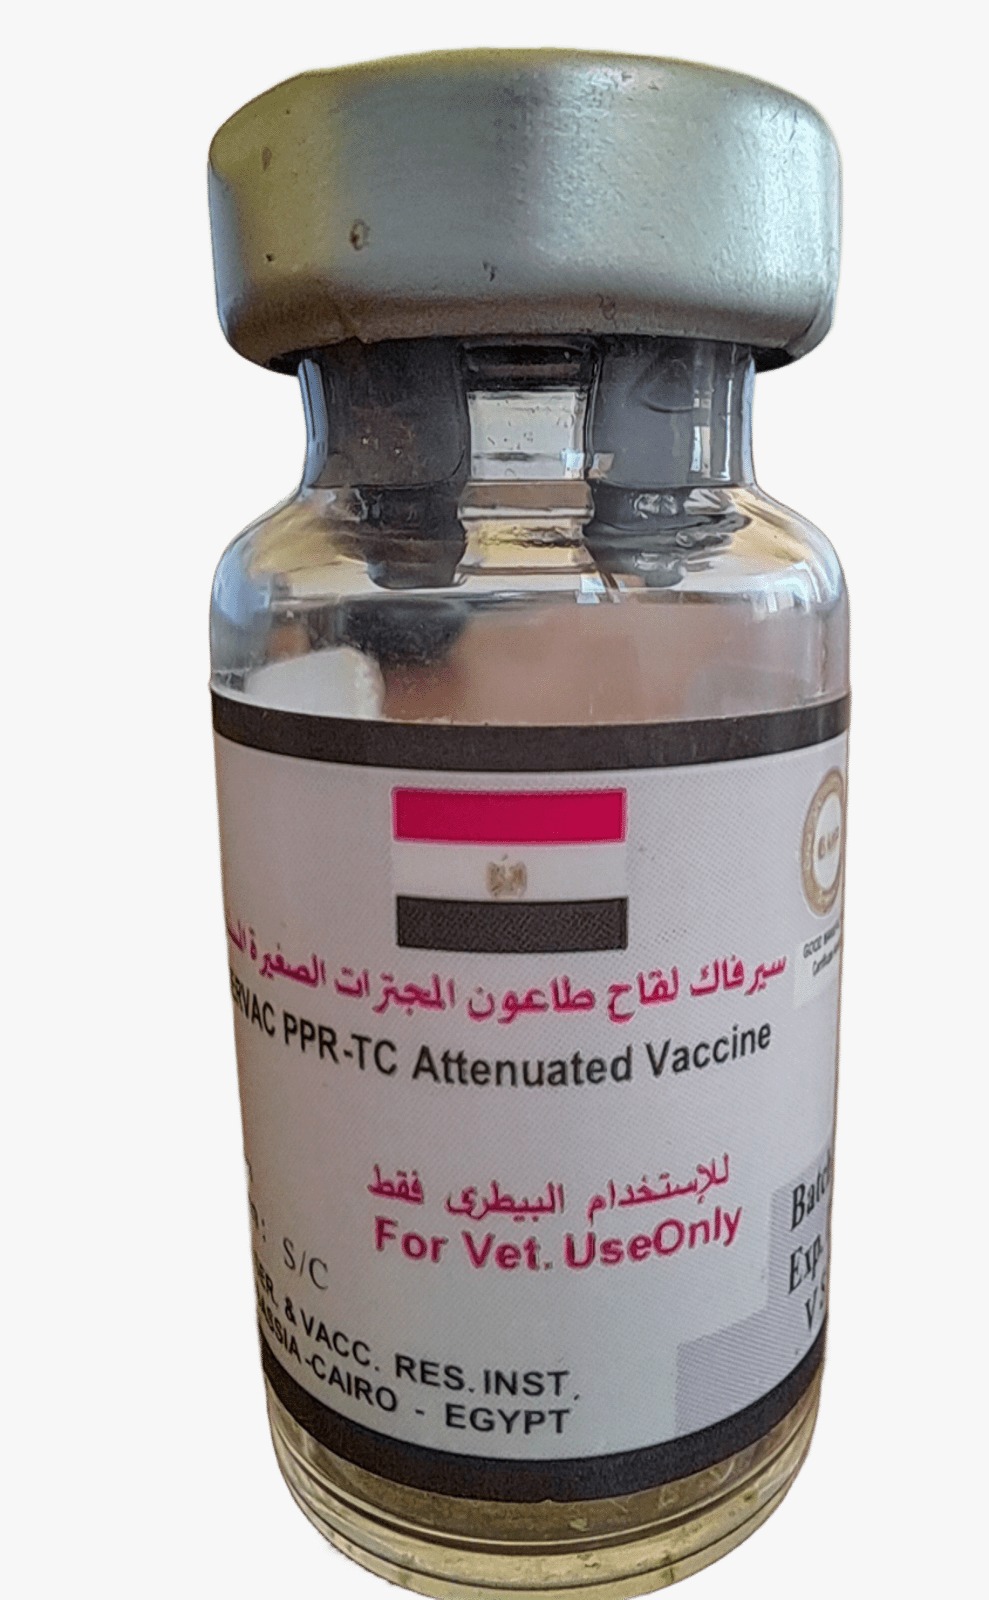 سيرفاك لقاح طاعون المجترات الصغيرة
PPR-TC Attenuated Vaccine
للإستخدام البيطرى فقط
For Vet. UseOnly
S/C
& VACC. RES. INST.
-CAIRO - EGYPT
Exp.